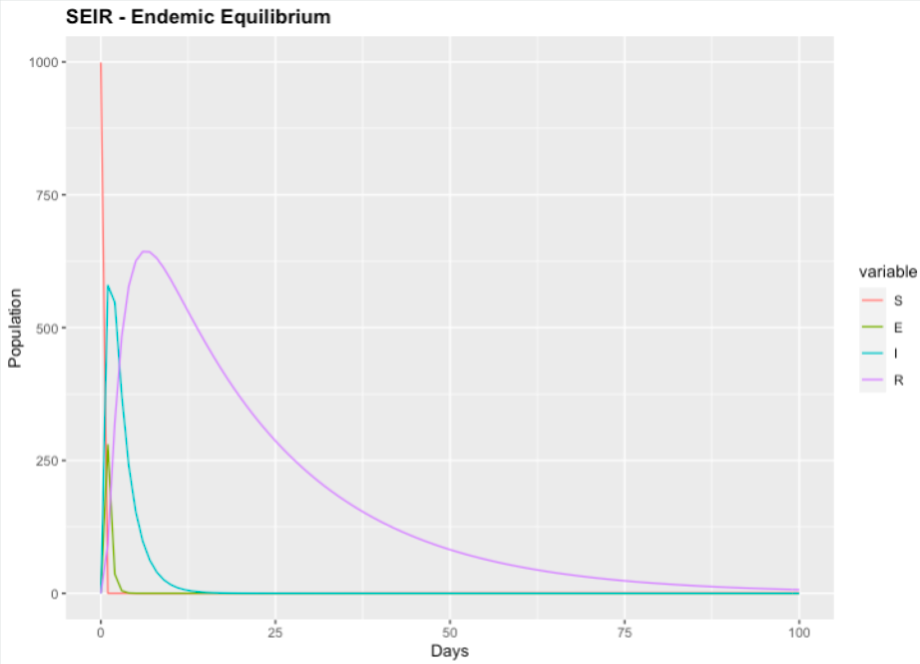 SEIR - Endemic Equilibrium
1000
750
500
250
0
Population
0 25 50 75 100
Days
variable
S
E
I
R